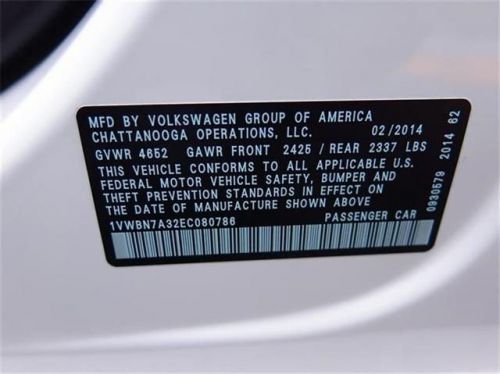 MFD BY VOLKSWAGEN GROUP OF AMERICA
CHATTANOOGA OPERATIONS, LLC. 02/2014
GVWR 4652 GAWR FRONT 2425 / REAR 2337 LBS
THIS VEHICLE CONFORMS TO ALL APPLICABLE U.S.
FEDERAL MOTOR VEHICLE SAFETY, BUMPER AND
THEFT PREVENTION STANDARDS IN EFFECT
ON THE DATE OF MANUFACTURE SHOWN ABOVE
1VWBN7A32EC080786 PASSENGER CAR
0930579 2014 62